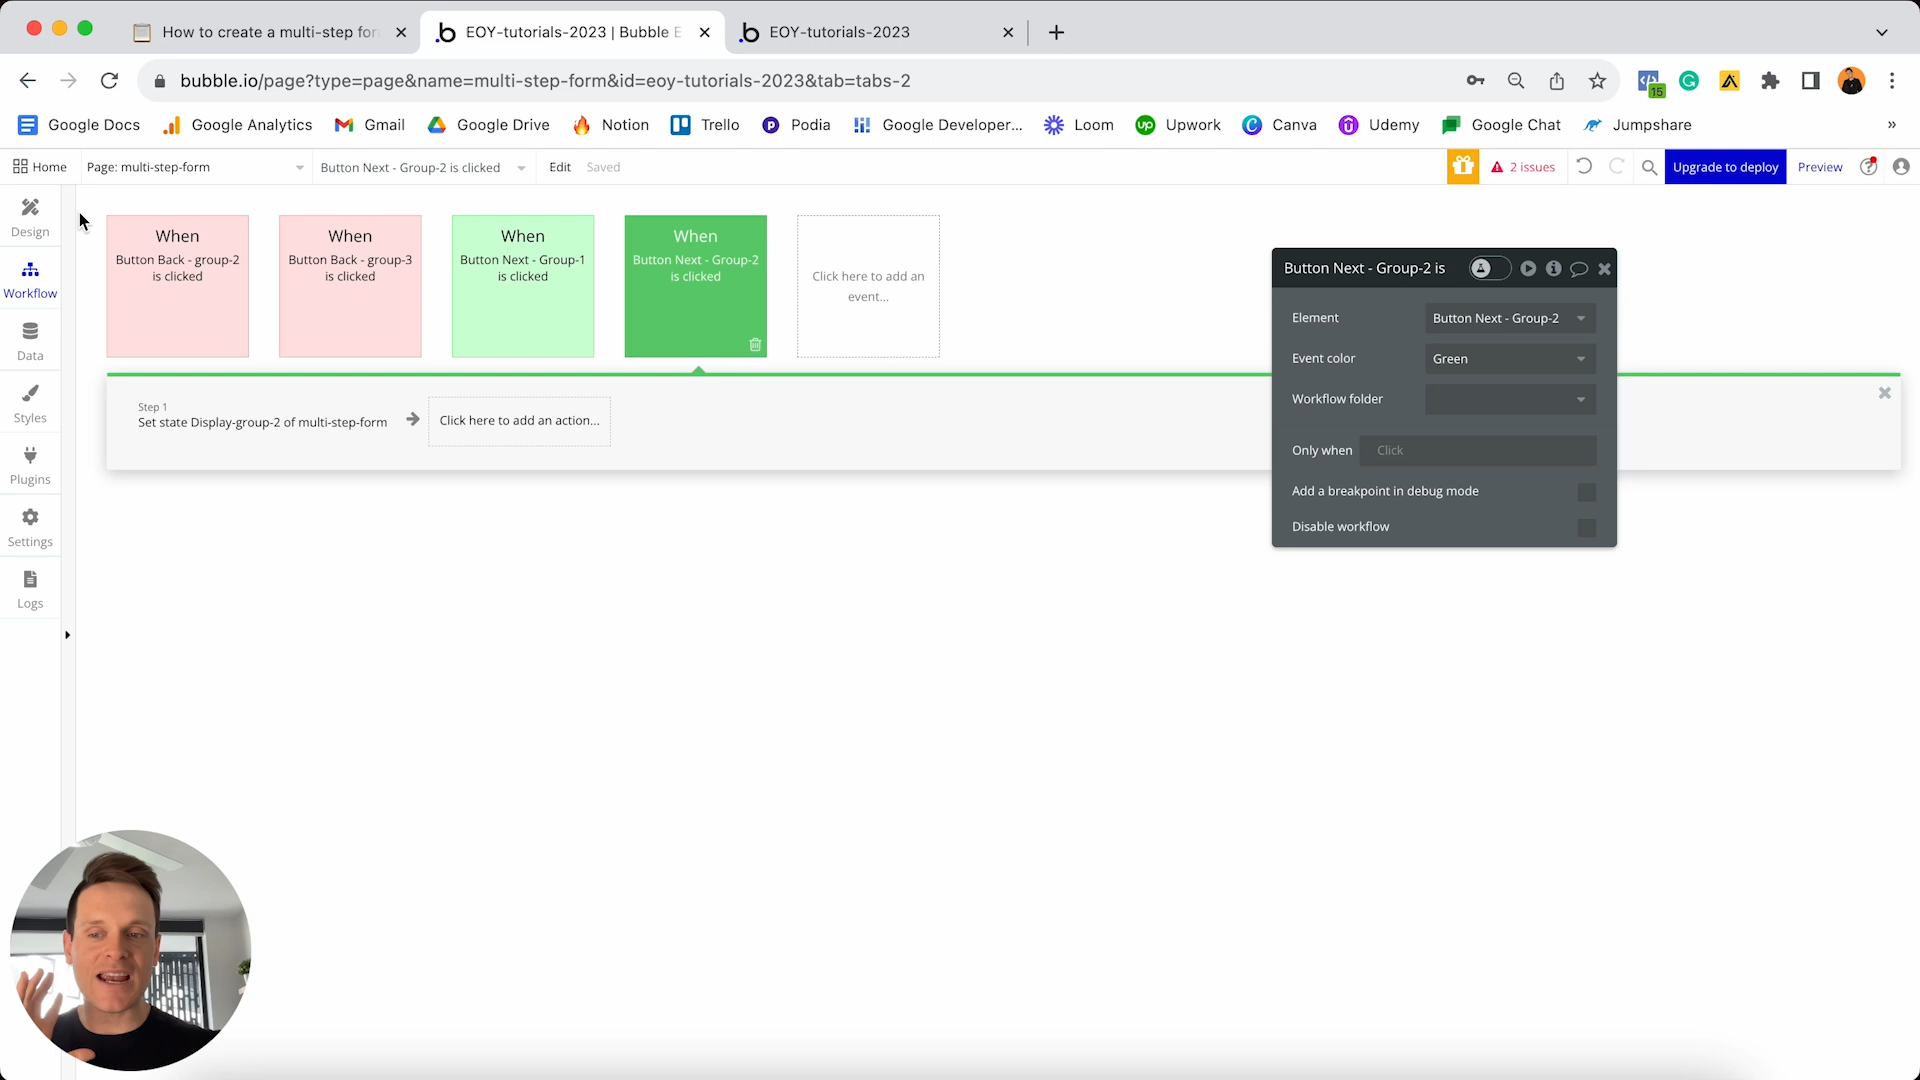 How to create a multi-step for
EOY-tutorials-2023 | Bubble E
EOY-tutorials-2023
bubble.io/page?type=page&name=multi-step-form&id=eoy-tutorials-2023&tab=tabs-2
15
Google Docs
Google Analytics
Gmail
Google Drive
Notion
Trello
Podia
Google Developer...
Loom
Upwork
Canva
Udemy
Google Chat
Jumpshare
»
Home
Page: multi-step-form
Button Next - Group-2 is clicked
Edit
Saved
2 issues
Upgrade to deploy
Preview
Design
Workflow
Data
Styles
Plugins
Settings
Logs
When
Button Back - group-2
is clicked
When
Button Back - group-3
is clicked
When
Button Next - Group-1
is clicked
When
Button Next - Group-2
is clicked
Click here to add an
event...
Step 1
Set state Display-group-2 of multi-step-form
Click here to add an action...
Button Next - Group-2 is
Element
Button Next - Group-2
Event color
Green
Workflow folder
Only when
Click
Add a breakpoint in debug mode
Disable workflow